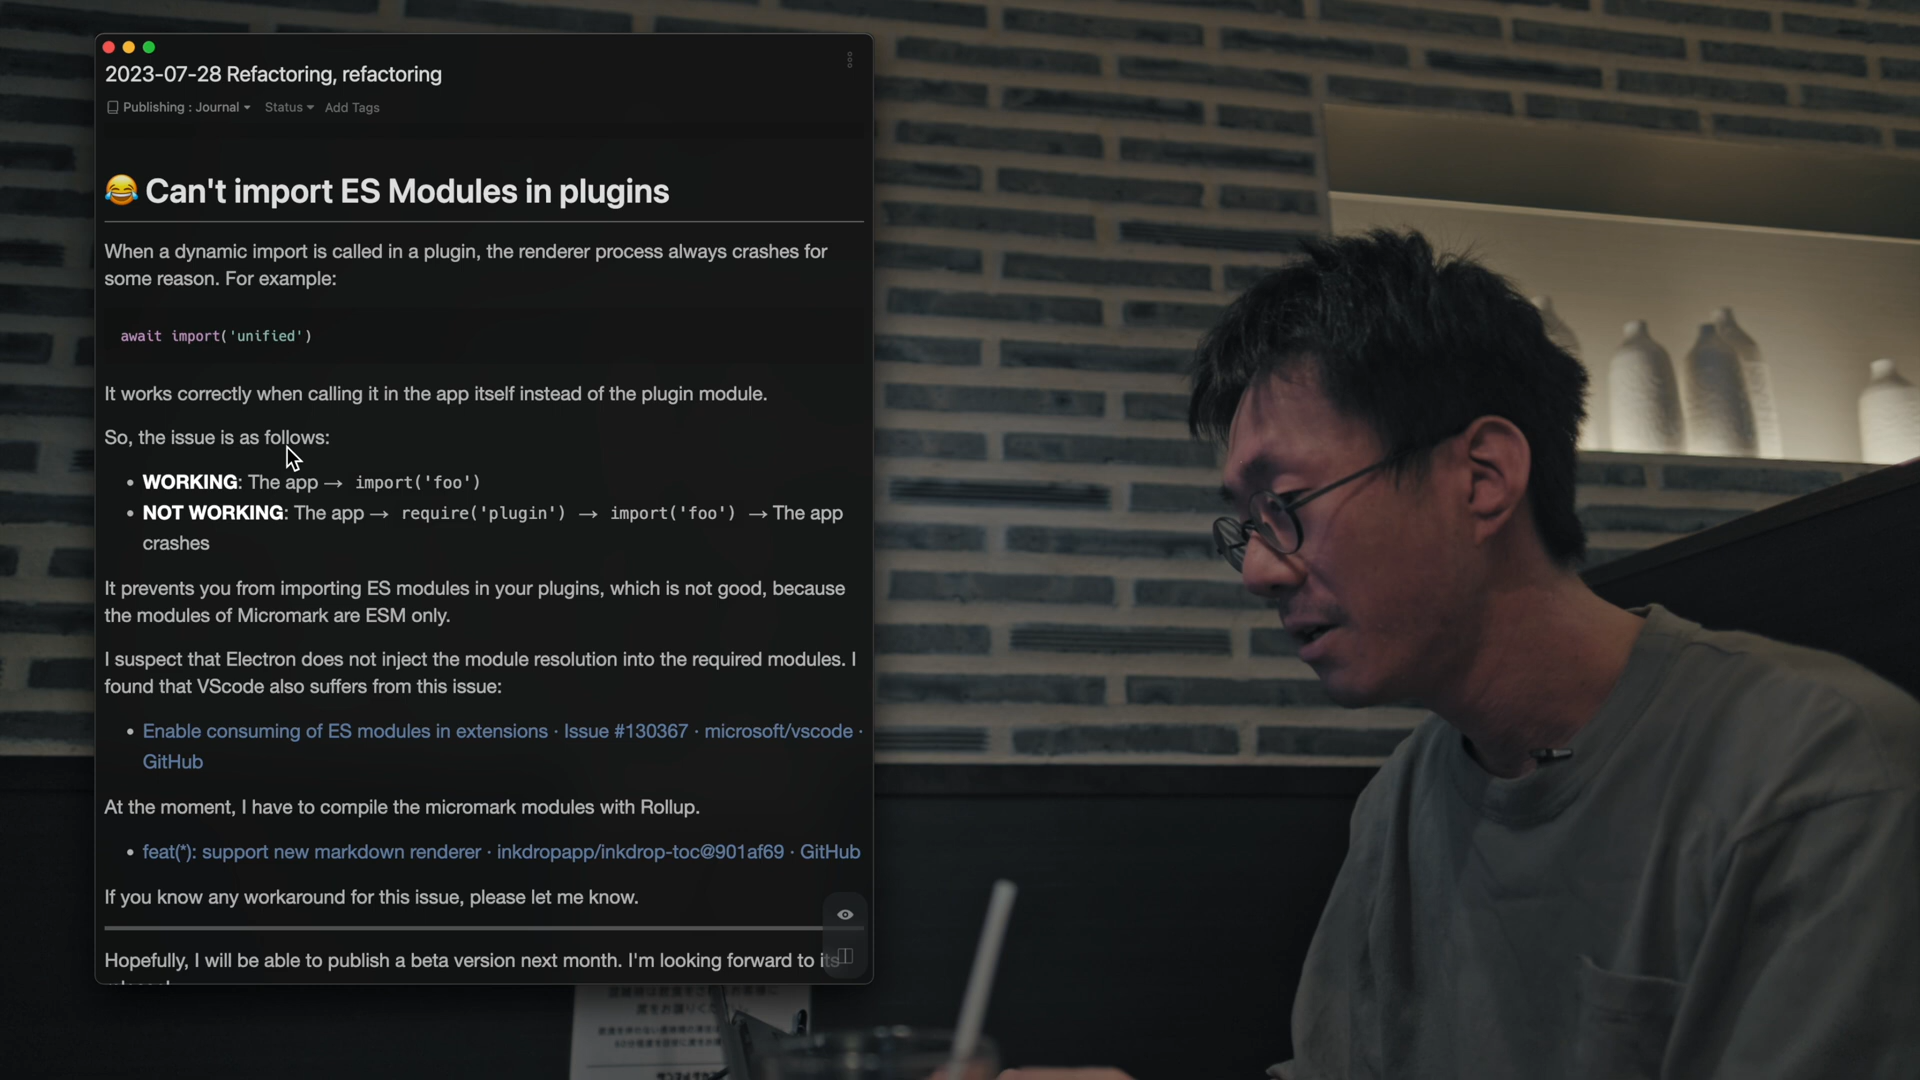 2023-07-28 Refactoring, refactoring
Publishing : Journal Status Add Tags
😂 Can't import ES Modules in plugins
When a dynamic import is called in a plugin, the renderer process always crashes for
some reason. For example:
await import('unified')
It works correctly when calling it in the app itself instead of the plugin module.
So, the issue is as follows:
• WORKING: The app → import('foo')
• NOT WORKING: The app → require('plugin') → import('foo') → The app
crashes
It prevents you from importing ES modules in your plugins, which is not good, because
the modules of Micromark are ESM only.
I suspect that Electron does not inject the module resolution into the required modules. I
found that VScode also suffers from this issue:
• Enable consuming of ES modules in extensions · Issue #130367 · microsoft/vscode ·
GitHub
At the moment, I have to compile the micromark modules with Rollup.
• feat(*): support new markdown renderer · inkdropapp/inkdrop-toc@901af69 · GitHub
If you know any workaround for this issue, please let me know.
Hopefully, I will be able to publish a beta version next month. I'm looking forward to its